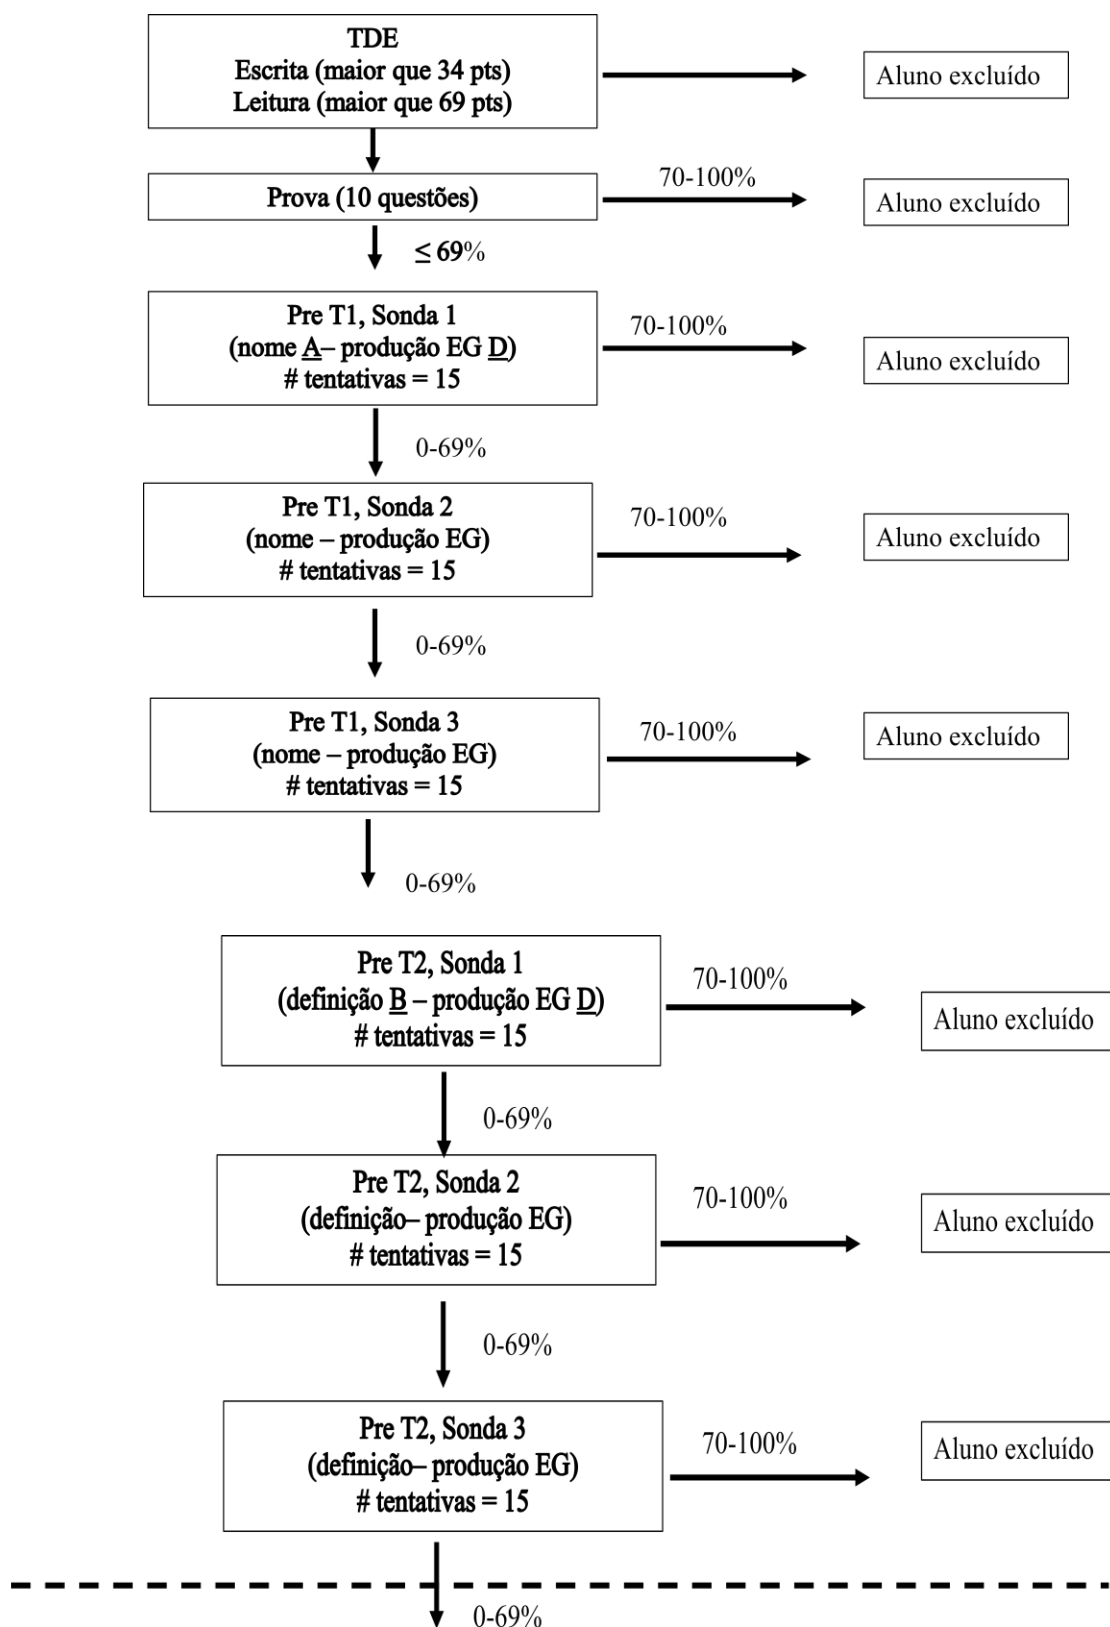 TDE
Escrita (maior que 34 pts)
Leitura (maior que 69 pts)
Aluno excluído
Prova (10 questões)
70-100%
Aluno excluído
≤ 69%
Pre T1, Sonda 1
(nome A– produção EG D)
# tentativas = 15
70-100%
Aluno excluído
0-69%
Pre T1, Sonda 2
(nome – produção EG)
# tentativas = 15
70-100%
Aluno excluído
0-69%
Pre T1, Sonda 3
(nome – produção EG)
# tentativas = 15
70-100%
Aluno excluído
0-69%
Pre T2, Sonda 1
(definição B – produção EG D)
# tentativas = 15
70-100%
Aluno excluído
0-69%
Pre T2, Sonda 2
(definição– produção EG)
# tentativas = 15
70-100%
Aluno excluído
0-69%
Pre T2, Sonda 3
(definição– produção EG)
# tentativas = 15
70-100%
Aluno excluído
0-69%